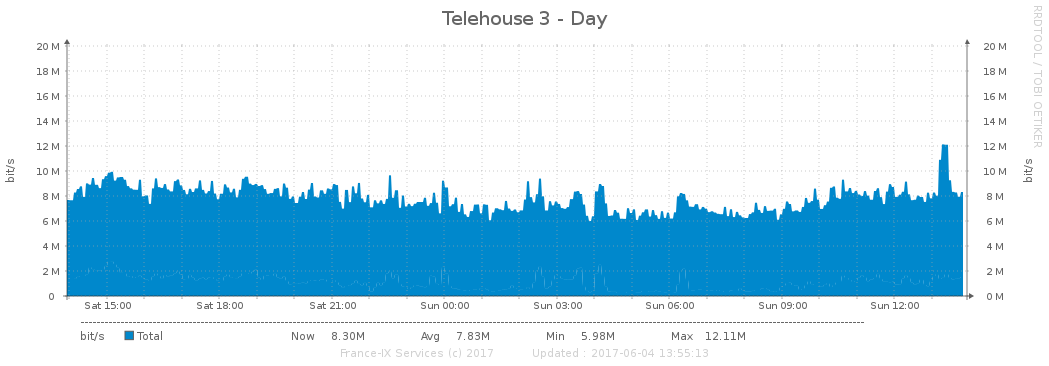 Telehouse 3 - Day
RRDTOOL / TOBI OETIKER
bit/s
bit/s
20 M 20 M
18 M 18 M
16 M 16 M
14 M 14 M
12 M 12 M
10 M 10 M
8 M 8 M
6 M 6 M
4 M 4 M
2 M 2 M
0 0 M
Sat 15:00 Sat 18:00 Sat 21:00 Sun 00:00 Sun 03:00 Sun 06:00 Sun 09:00 Sun 12:00
bit/s Total Now 8.30M Avg 7.83M Min 5.98M Max 12.11M
France-IX Services (c) 2017 Updated : 2017-06-04 13:55:13